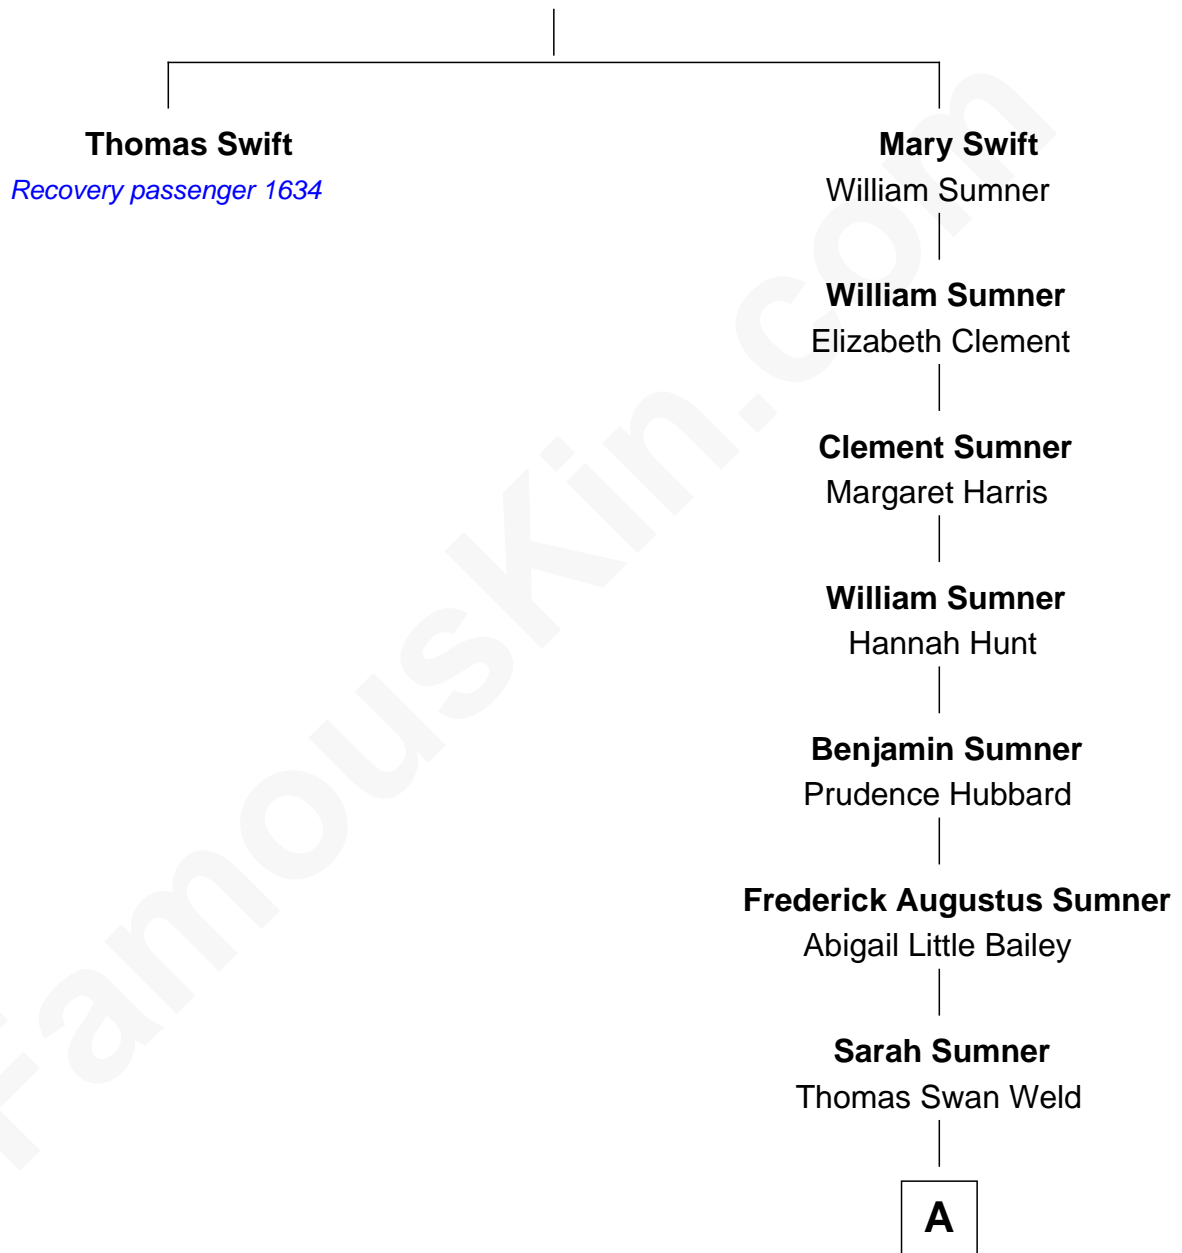 Thomas Swift
Recovery passenger 1634
Mary Swift
William Sumner
William Sumner
Elizabeth Clement
Clement Sumner
Margaret Harris
William Sumner
Hannah Hunt
Benjamin Sumner
Prudence Hubbard
Frederick Augustus Sumner
Abigail Little Bailey
Sarah Sumner
Thomas Swan Weld
A
FamousKin.com